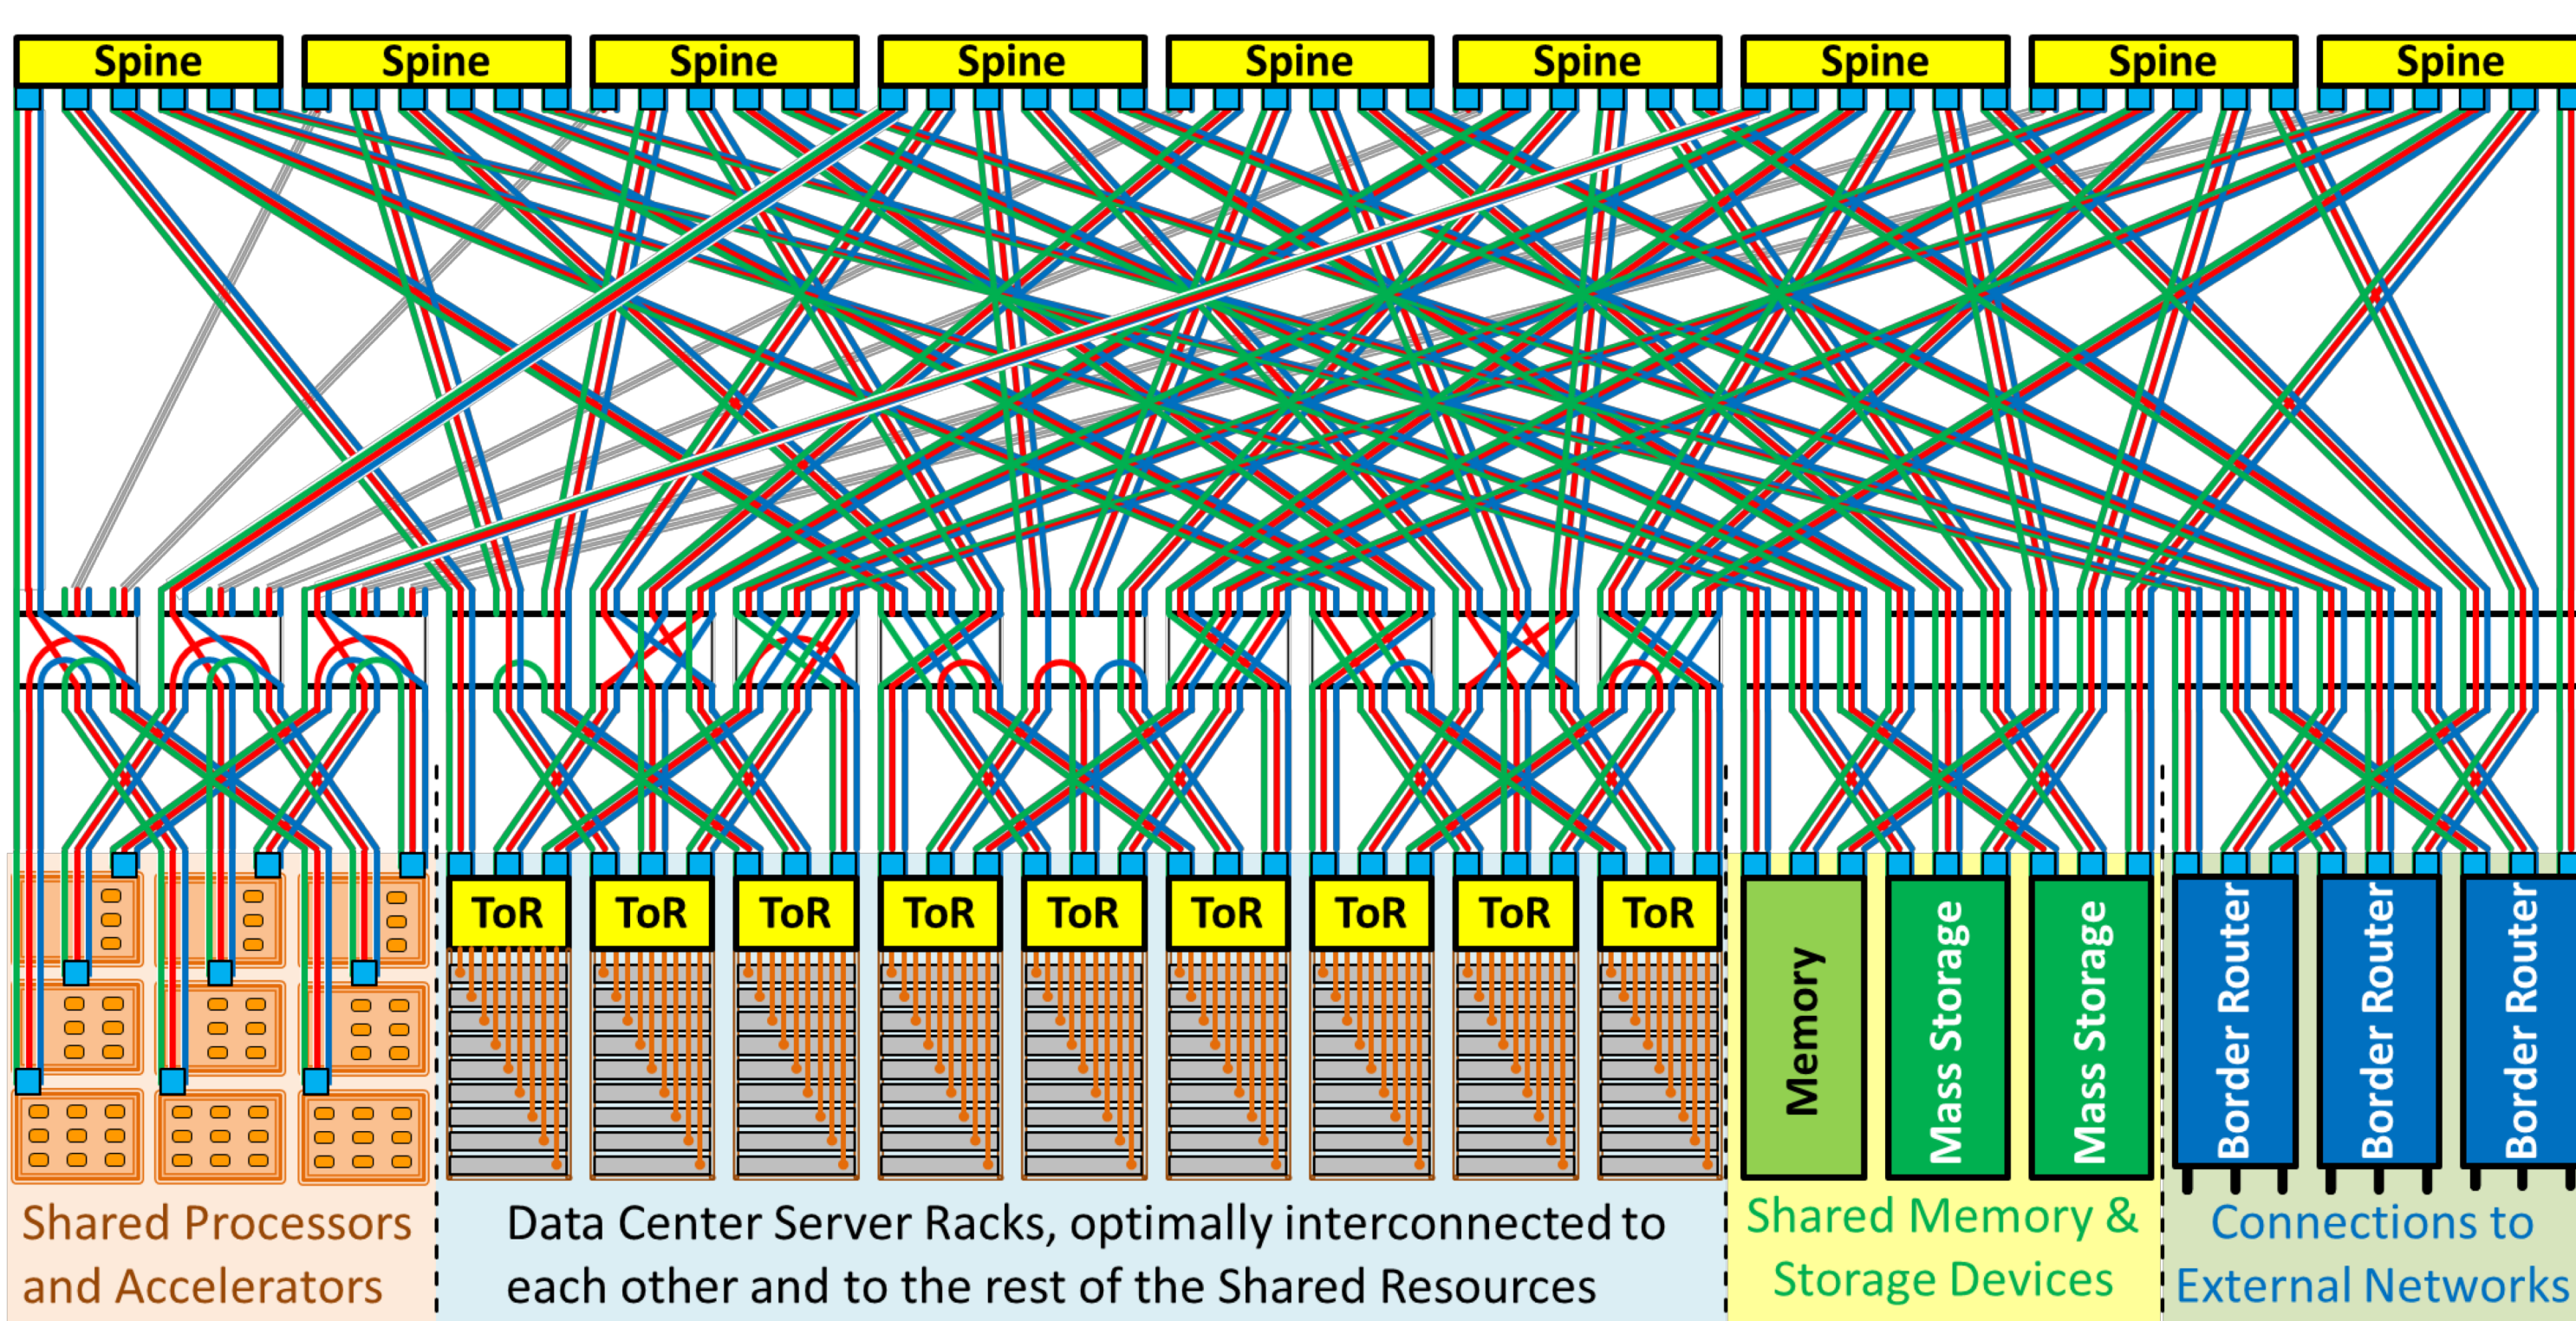 Spine Spine Spine Spine Spine Spine Spine Spine Spine
ToR ToR ToR ToR ToR ToR ToR ToR ToR
Memory
Mass Storage
Mass Storage
Border Router
Border Router
Border Router
Shared Processors
and Accelerators
Data Center Server Racks, optimally interconnected to
each other and to the rest of the Shared Resources
Shared Memory &
Storage Devices
Connections to
External Networks